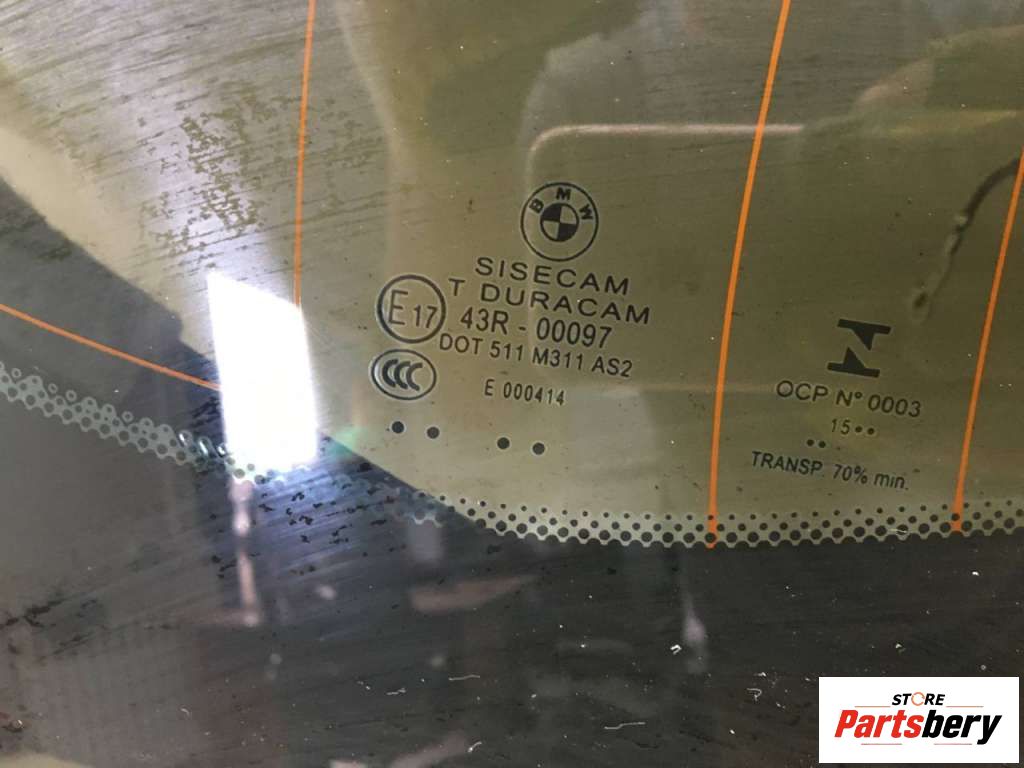 BMW
SISECAM
T DURACAM
E17
43R - 00097
DOT 511 M311 AS2
CCC
E 000414
OCP N° 0003
15••
••
TRANSP. 70% min.
STORE
Partsbery